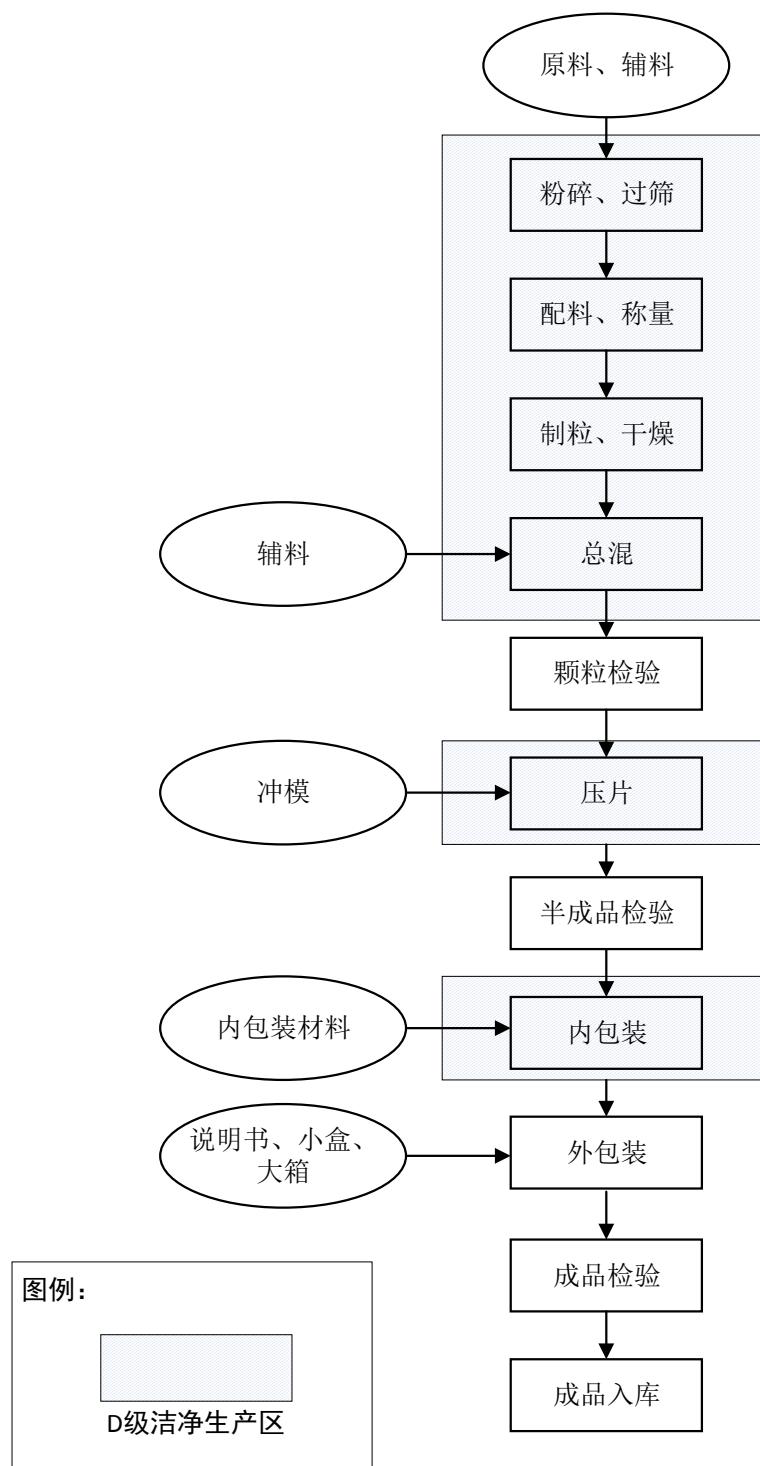 原料、辅料
粉碎、过筛
配料、称量
制粒、干燥
辅料
总混
颗粒检验
冲模
压片
半成品检验
内包装材料
内包装
说明书、小盒、
大箱
外包装
成品检验
成品入库
图例：
D级洁净生产区